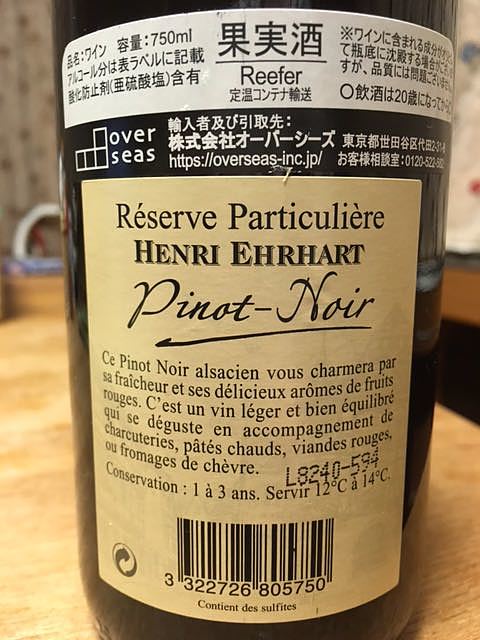 品名：ワイン 容量：750ml
アルコール分は表ラベルに記載
酸化防止剤(亜硫酸塩)含有
果実酒
Reefer
定温コンテナ輸送
※ワインに含まれる成分が
て瓶底に沈殿する場合が
すが、品質には問題
〇飲酒は20歳になってから
over
seas
輸入者及び引取先：
株式会社オーバーシーズ 東京都世田谷区代田2-31-
https://overseas-inc.jp/ お客様相談室：0120-522-582
Réserve Particulière
HENRI EHRHART
Pinot-Noir
Ce Pinot Noir alsacien vous charmera par
sa fraîcheur et ses délicieux arômes de fruits
rouges. C'est un vin léger et bien équilibré
qui se déguste en accompagnement de
charcuteries, pâtés chauds, viandes rouges,
ou fromages de chèvre.
L8240-594
Conservation : 1 à 3 ans. Servir 12°C à 14°C.
3 322726 805750
Contient des sulfites